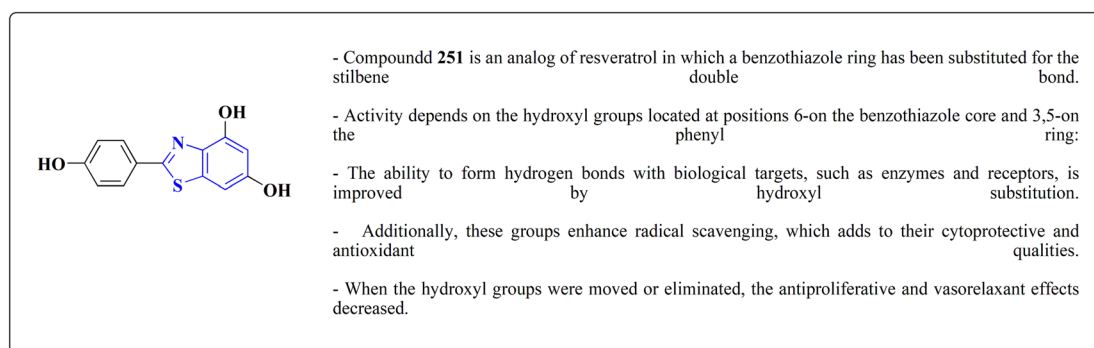 OH
HO
N
S
OH
- Compoundd 251 is an analog of resveratrol in which a benzothiazole ring has been substituted for the
stilbene double bond.
- Activity depends on the hydroxyl groups located at positions 6-on the benzothiazole core and 3,5-on
the phenyl ring:
- The ability to form hydrogen bonds with biological targets, such as enzymes and receptors, is
improved by hydroxyl substitution.
- Additionally, these groups enhance radical scavenging, which adds to their cytoprotective and
antioxidant qualities.
- When the hydroxyl groups were moved or eliminated, the antiproliferative and vasorelaxant effects
decreased.